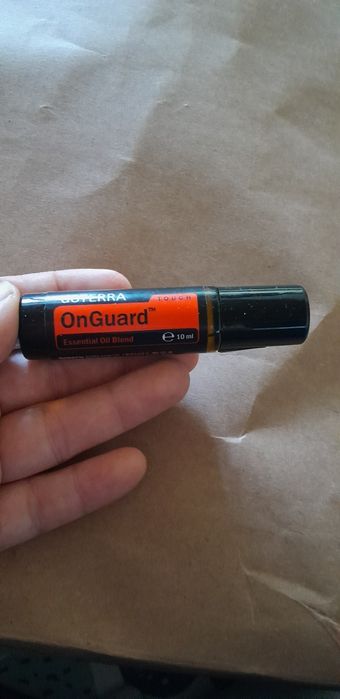 dōTERRA
TOUCH
OnGuard™
Essential Oil Blend
℮ 10 ml